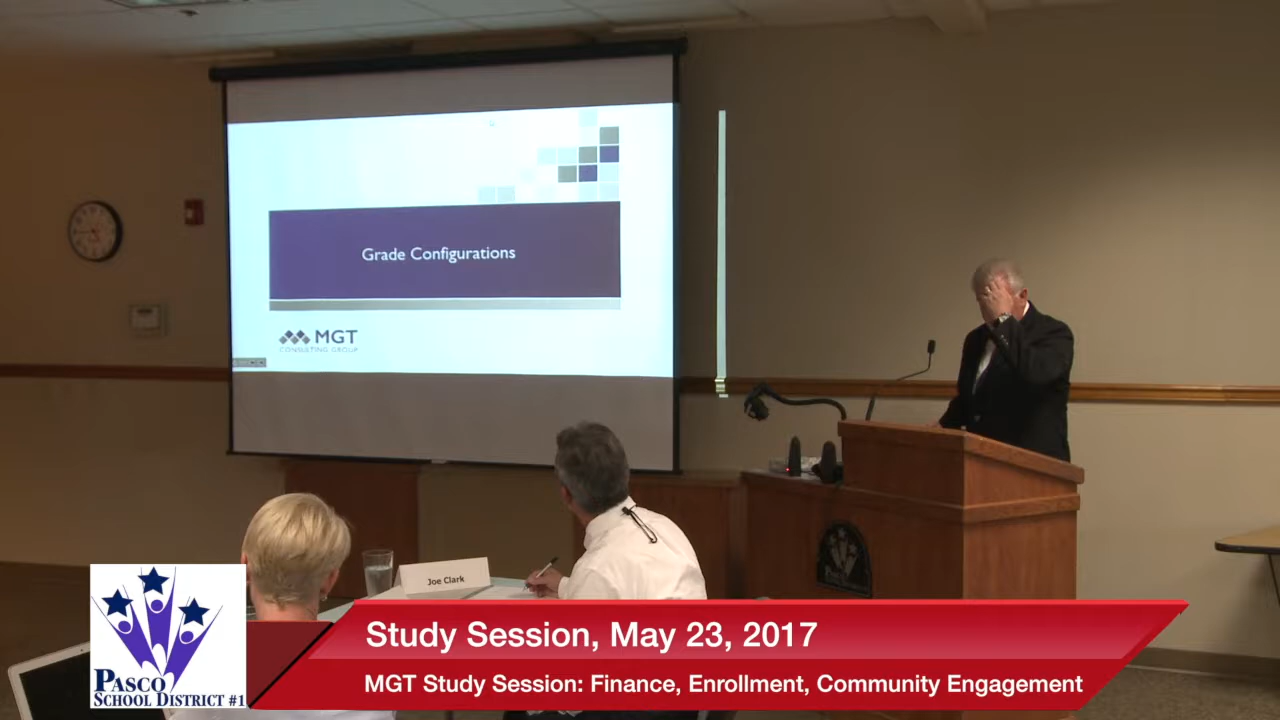 Grade Configurations
MGT
CONSULTING GROUP
Joe Clark
PASCO
SCHOOL DISTRICT #1
Study Session, May 23, 2017
MGT Study Session: Finance, Enrollment, Community Engagement